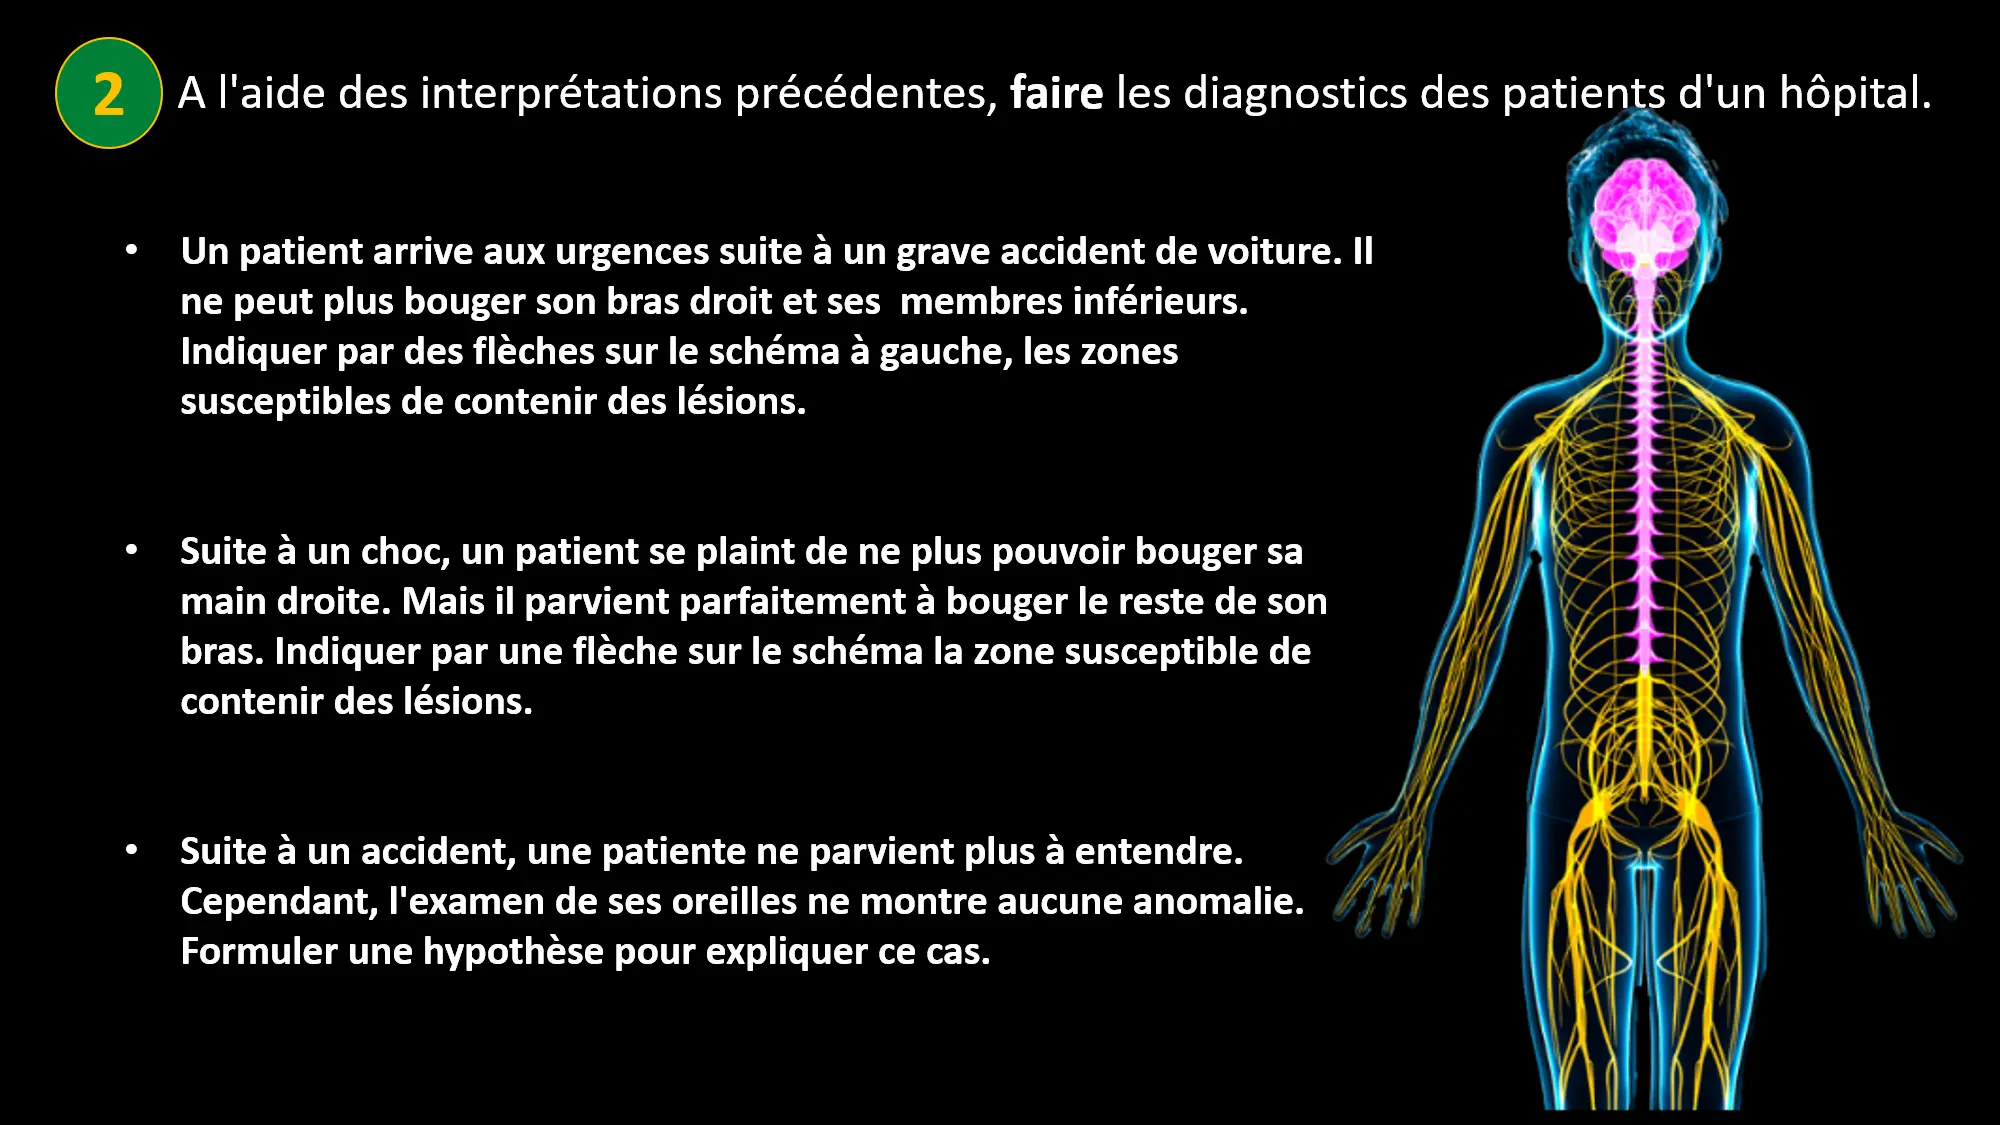 2 A l'aide des interprétations précédentes, faire les diagnostics des patients d'un hôpital.
• Un patient arrive aux urgences suite à un grave accident de voiture. Il
ne peut plus bouger son bras droit et ses  membres inférieurs.
Indiquer par des flèches sur le schéma à gauche, les zones
susceptibles de contenir des lésions.
• Suite à un choc, un patient se plaint de ne plus pouvoir bouger sa
main droite. Mais il parvient parfaitement à bouger le reste de son
bras. Indiquer par une flèche sur le schéma la zone susceptible de
contenir des lésions.
• Suite à un accident, une patiente ne parvient plus à entendre.
Cependant, l'examen de ses oreilles ne montre aucune anomalie.
Formuler une hypothèse pour expliquer ce cas.